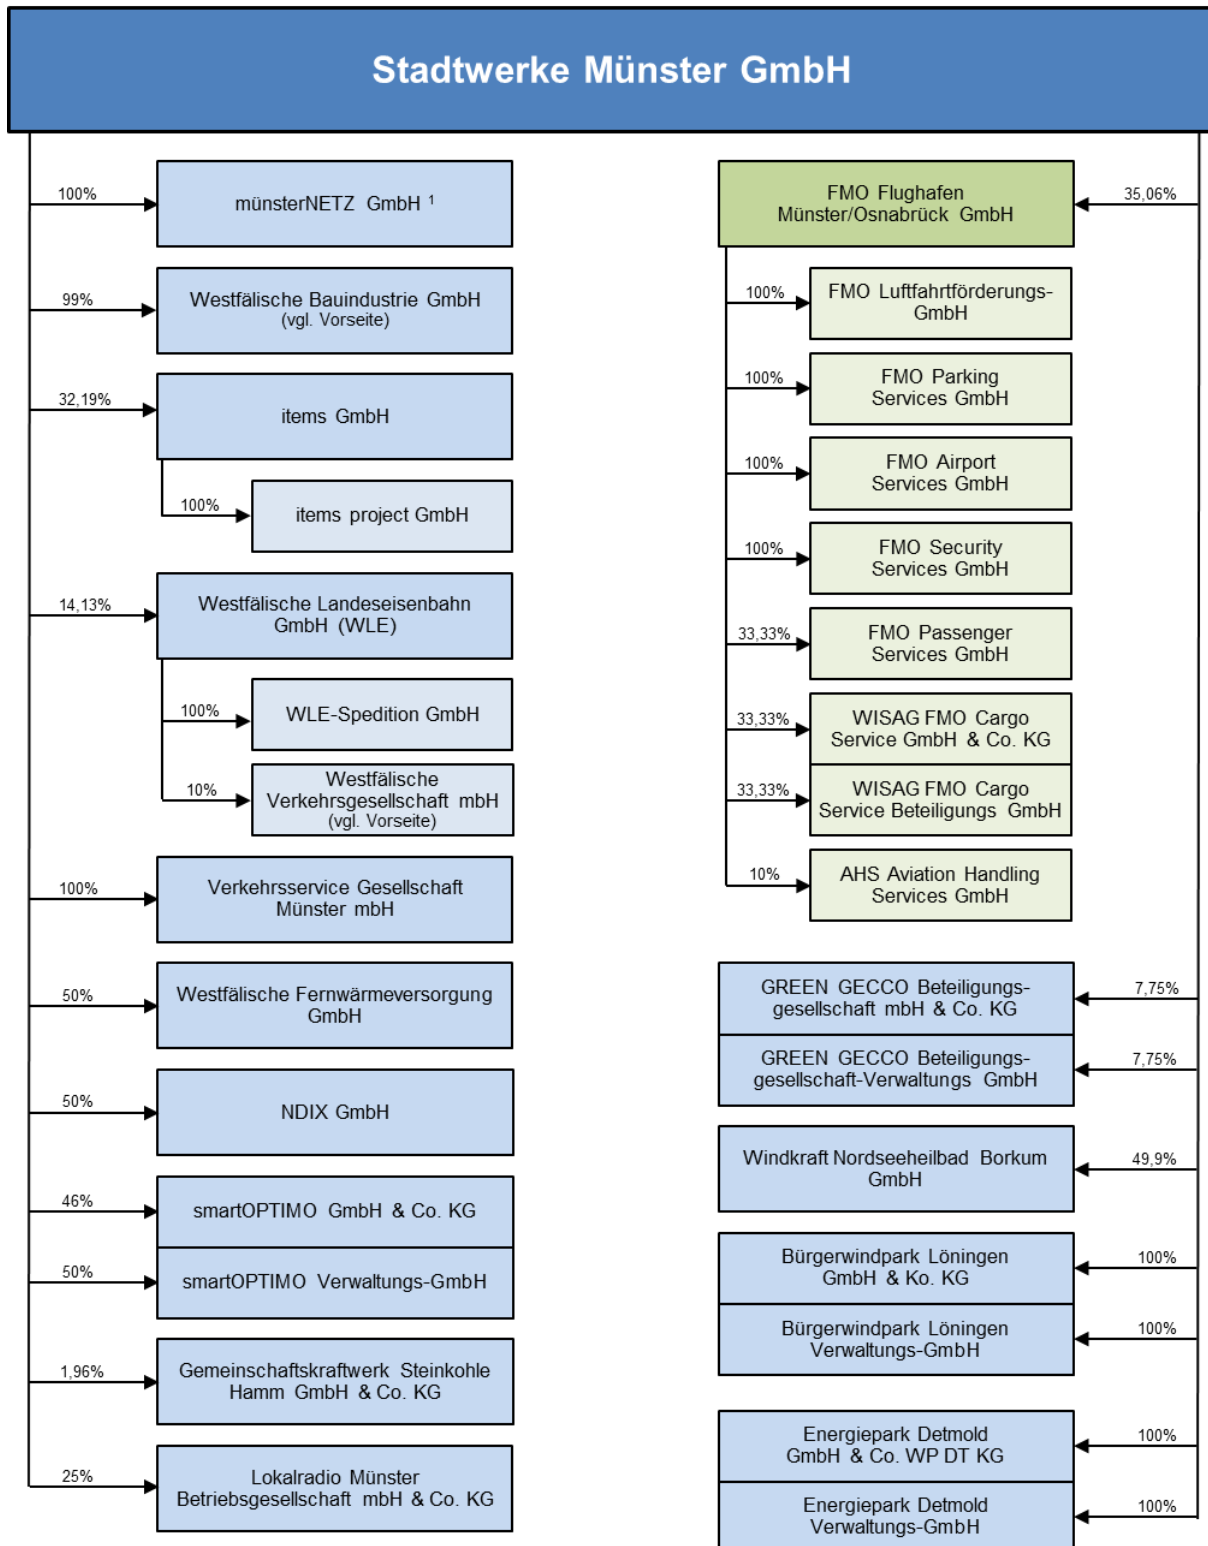 Stadtwerke Münster GmbH
100%
münsterNETZ GmbH ¹
99%
Westfälische Bauindustrie GmbH
(vgl. Vorseite)
32,19%
items GmbH
100%
items project GmbH
14,13%
Westfälische Landeseisenbahn
GmbH (WLE)
100%
WLE-Spedition GmbH
10%
Westfälische
Verkehrsgesellschaft mbH
(vgl. Vorseite)
100%
Verkehrsservice Gesellschaft
Münster mbH
50%
Westfälische Fernwärmeversorgung
GmbH
50%
NDIX GmbH
46%
smartOPTIMO GmbH & Co. KG
50%
smartOPTIMO Verwaltungs-GmbH
1,96%
Gemeinschaftskraftwerk Steinkohle
Hamm GmbH & Co. KG
25%
Lokalradio Münster
Betriebsgesellschaft mbH & Co. KG
FMO Flughafen
Münster/Osnabrück GmbH
35,06%
100%
FMO Luftfahrtförderungs-
GmbH
100%
FMO Parking
Services GmbH
100%
FMO Airport
Services GmbH
100%
FMO Security
Services GmbH
33,33%
FMO Passenger
Services GmbH
33,33%
WISAG FMO Cargo
Service GmbH & Co. KG
33,33%
WISAG FMO Cargo
Service Beteiligungs GmbH
10%
AHS Aviation Handling
Services GmbH
GREEN GECCO Beteiligungs-
gesellschaft mbH & Co. KG
7,75%
GREEN GECCO Beteiligungs-
gesellschaft-Verwaltungs GmbH
7,75%
Windkraft Nordseeheilbad Borkum
GmbH
49,9%
Bürgerwindpark Löningen
GmbH & Ko. KG
100%
Bürgerwindpark Löningen
Verwaltungs-GmbH
100%
Energiepark Detmold
GmbH & Co. WP DT KG
100%
Energiepark Detmold
Verwaltungs-GmbH
100%